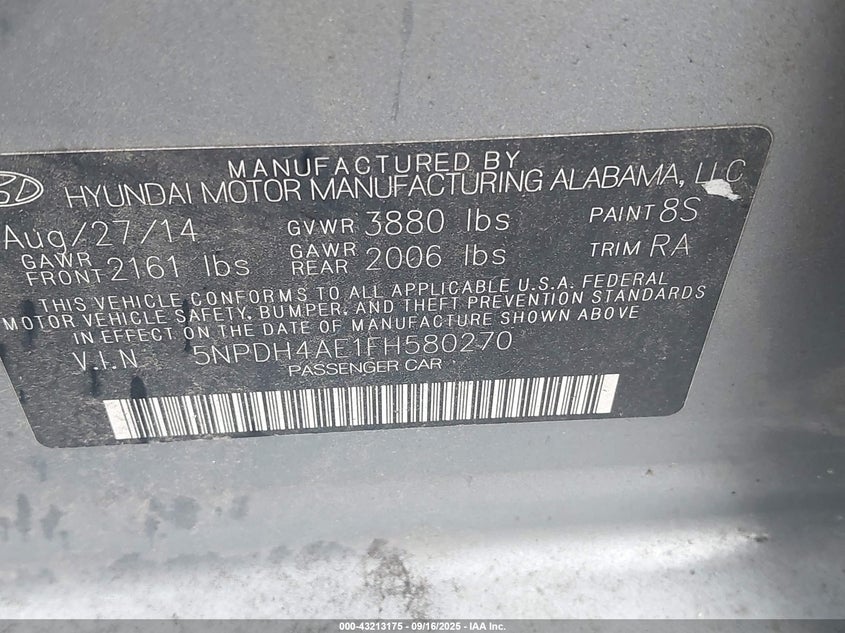 MANUFACTURED BY
HYUNDAI MOTOR MANUFACTURING ALABAMA, LLC
Aug/27/14 GVWR 3880 lbs PAINT 8S
GAWR FRONT 2161 lbs GAWR REAR 2006 lbs TRIM RA
THIS VEHICLE CONFORMS TO ALL APPLICABLE U.S.A. FEDERAL
MOTOR VEHICLE SAFETY, BUMPER, AND THEFT PREVENTION STANDARDS
IN EFFECT ON THE DATE OF MANUFACTURE SHOWN ABOVE
V.I.N 5NPDH4AE1FH580270
PASSENGER CAR
000-43213175 - 09/16/2025 - IAA Inc.